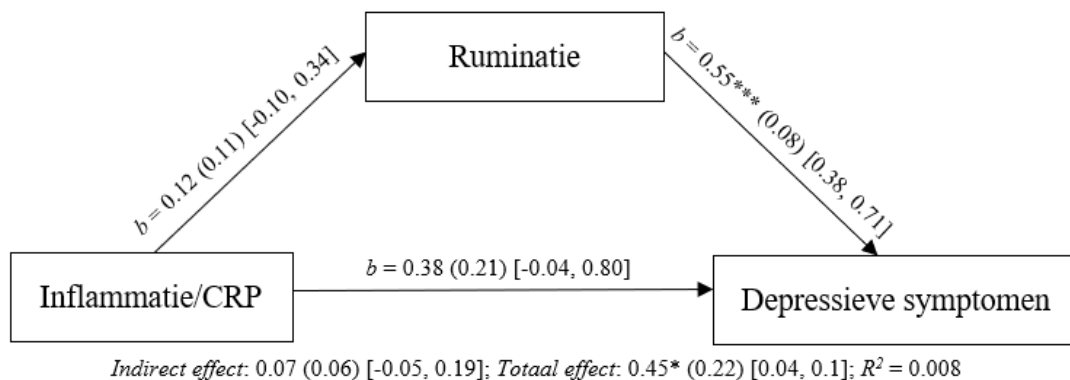 Ruminatie
b = 0.12 (0.11) [-0.10, 0.34]
b = 0.55*** (0.08) [0.38, 0.71]
b = 0.38 (0.21) [-0.04, 0.80]
Inflammatie/CRP
Depressieve symptomen
Indirect effect: 0.07 (0.06) [-0.05, 0.19]; Totaal effect: 0.45* (0.22) [0.04, 0.1]; R² = 0.008